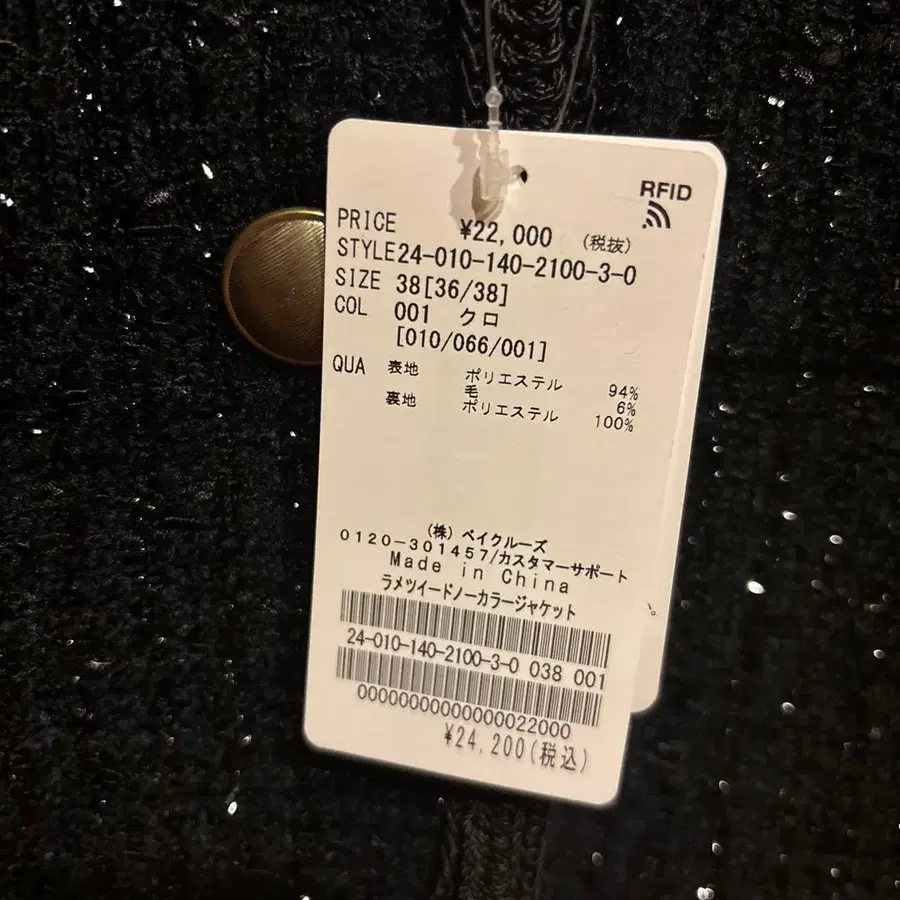 RFID
PRICE ¥22,000 (税抜)
STYLE24-010-140-2100-3-0
SIZE 38[36/38]
COL 001 クロ
[010/066/001]
QUA 表地 ポリエステル 94%
毛 6%
裏地 ポリエステル 100%
(株) ベイクルーズ
0120-301457/カスタマーサポート
Made in China
ラメツイードノーカラージャケット
24-010-140-2100-3-0 038 001
0000000000000022000
¥24,200(税込)